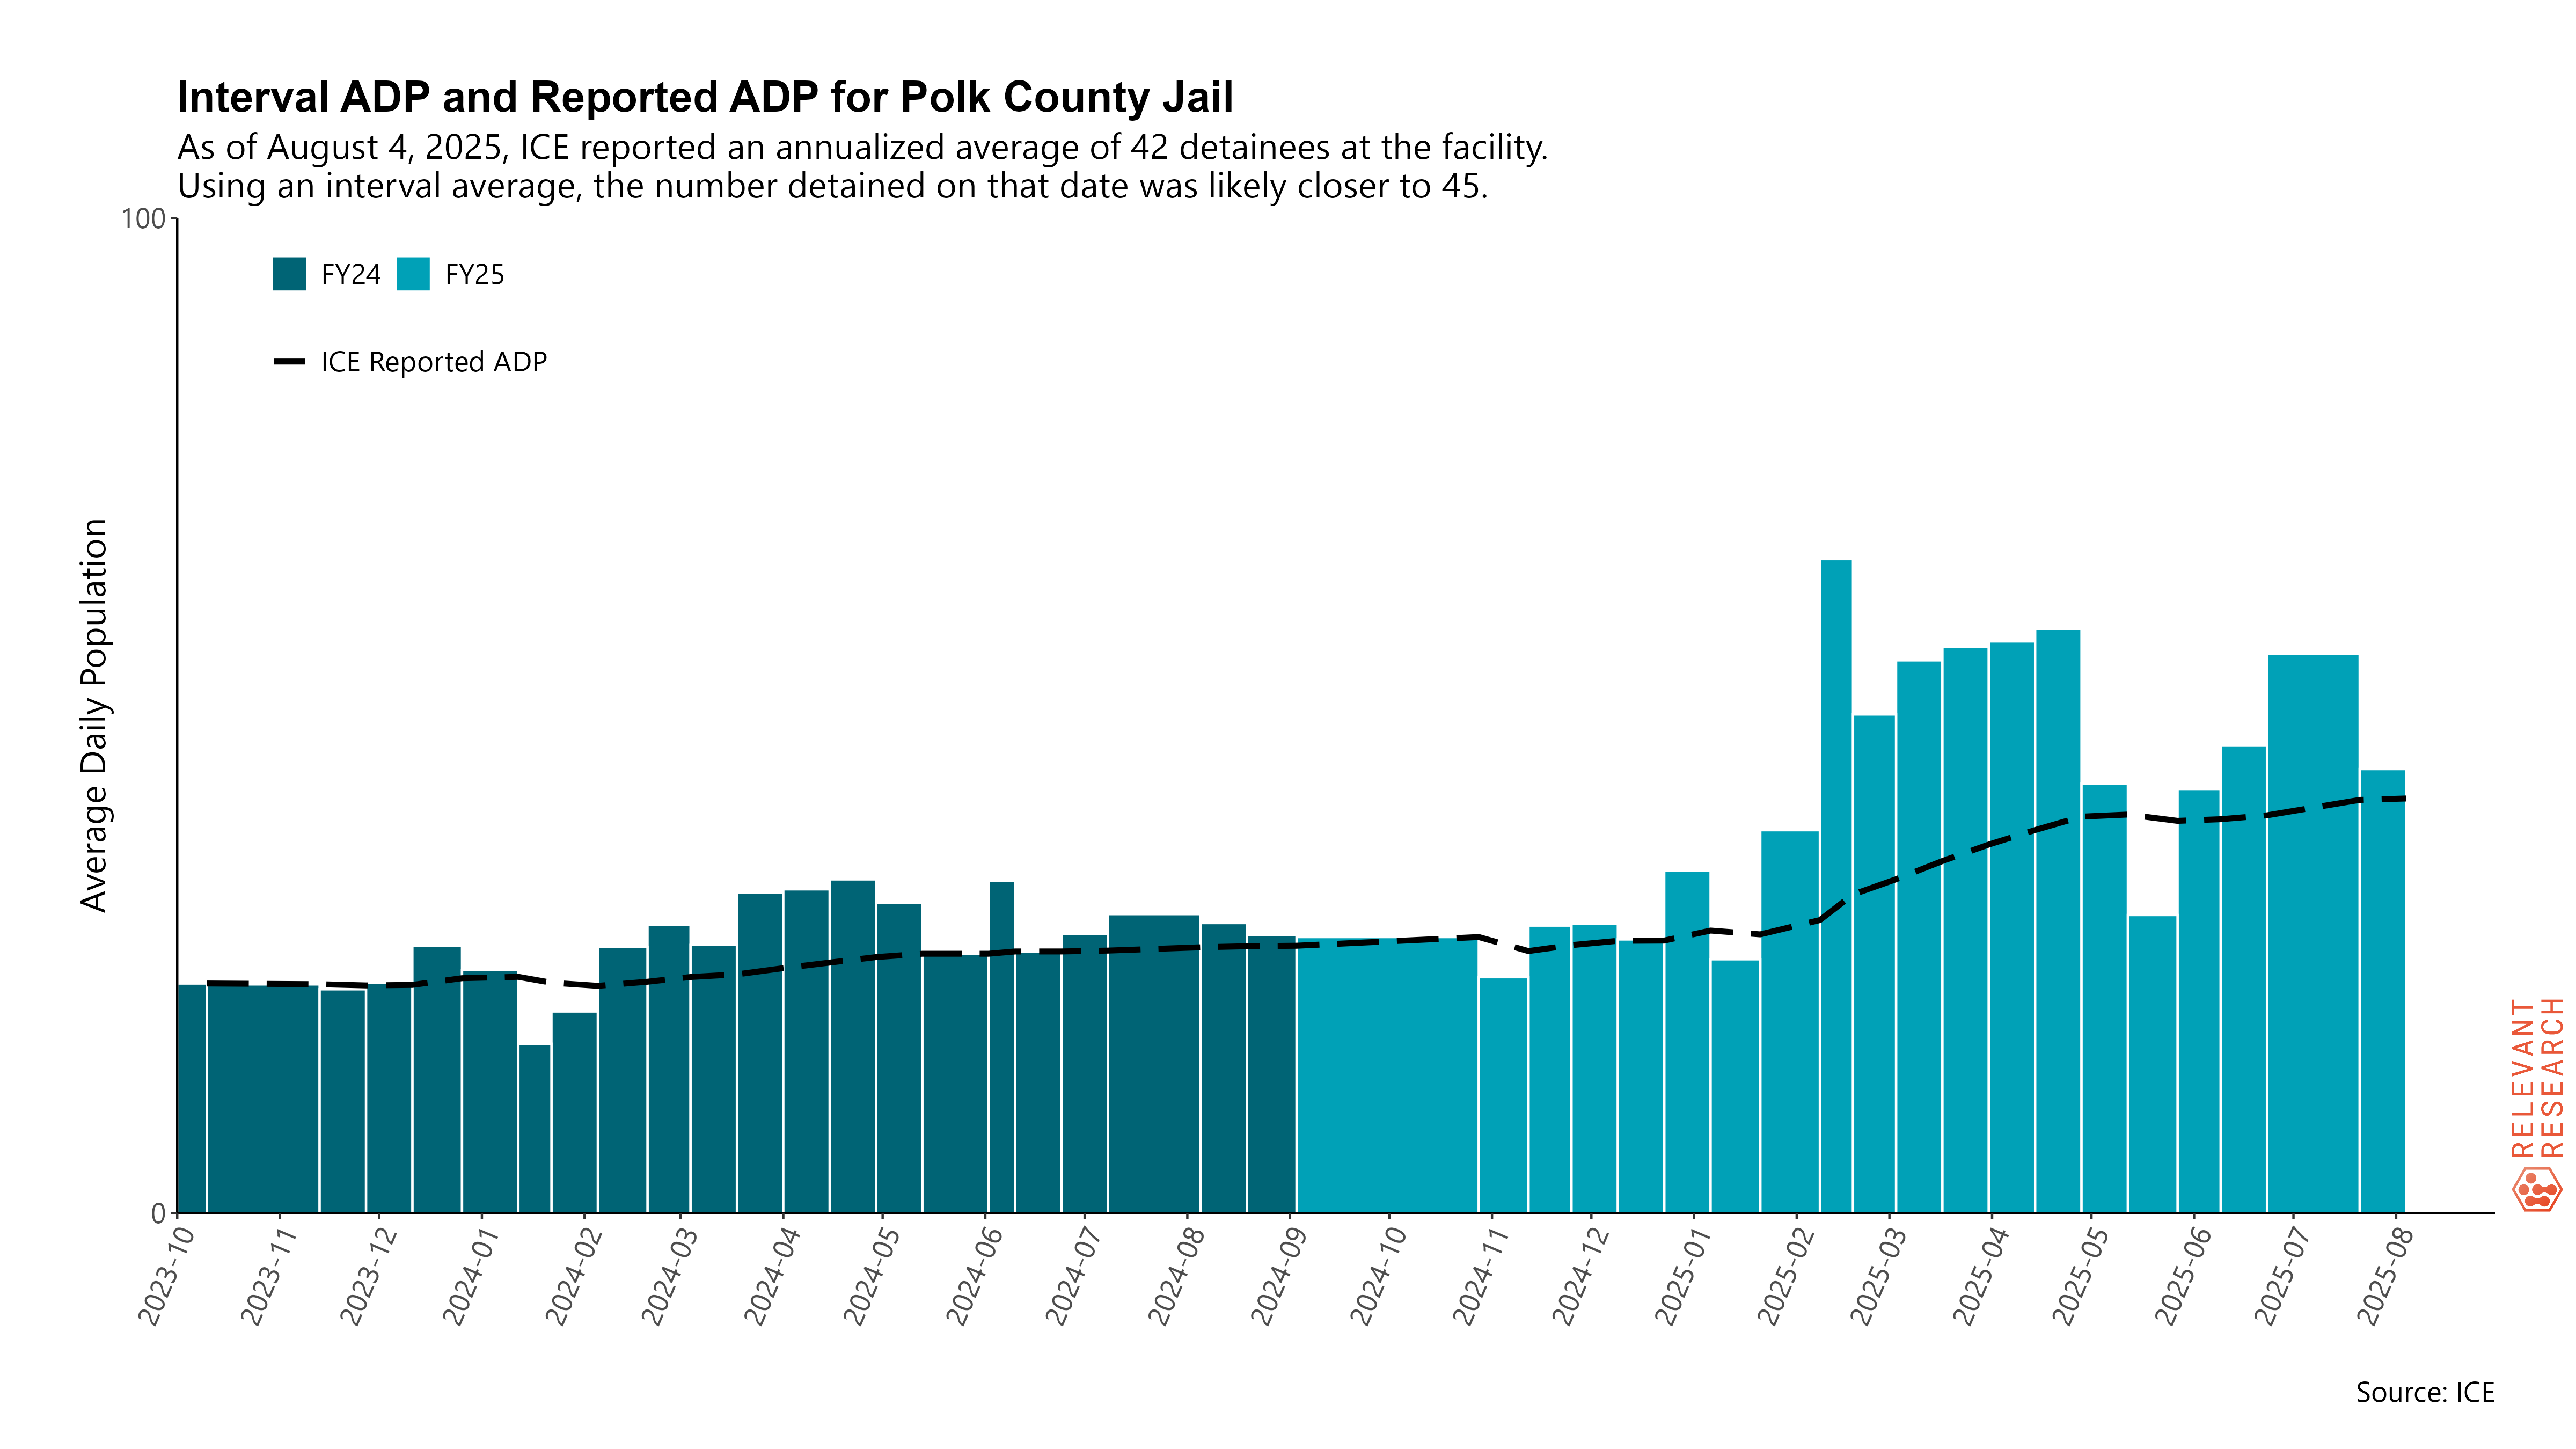 Interval ADP and Reported ADP for Polk County Jail
As of August 4, 2025, ICE reported an annualized average of 42 detainees at the facility.
Using an interval average, the number detained on that date was likely closer to 45.
100
FY24 FY25
ICE Reported ADP
Average Daily Population
0
2023-10
2023-11
2023-12
2024-01
2024-02
2024-03
2024-04
2024-05
2024-06
2024-07
2024-08
2024-09
2024-10
2024-11
2024-12
2025-01
2025-02
2025-03
2025-04
2025-05
2025-06
2025-07
2025-08
RELEVANT
RESEARCH
Source: ICE